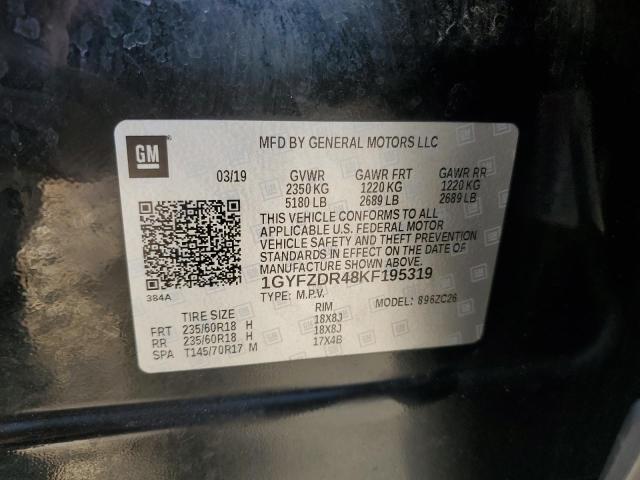 GM
MFD BY GENERAL MOTORS LLC
03/19 GVWR GAWR FRT GAWR RR
2350 KG 1220 KG 1220 KG
5180 LB 2689 LB 2689 LB
THIS VEHICLE CONFORMS TO ALL
APPLICABLE U.S. FEDERAL MOTOR
VEHICLE SAFETY AND THEFT PREVENTION
STANDARDS IN EFFECT ON THE DATE OF
MANUFACTURE SHOWN ABOVE.
1GYFZDR48KF195319
384A
TYPE: M.P.V. MODEL: 896ZC26
TIRE SIZE RIM
FRT 235/60R18 H 18X8J
RR 235/60R18 H 18X8J
SPA T145/70R17 M 17X4B